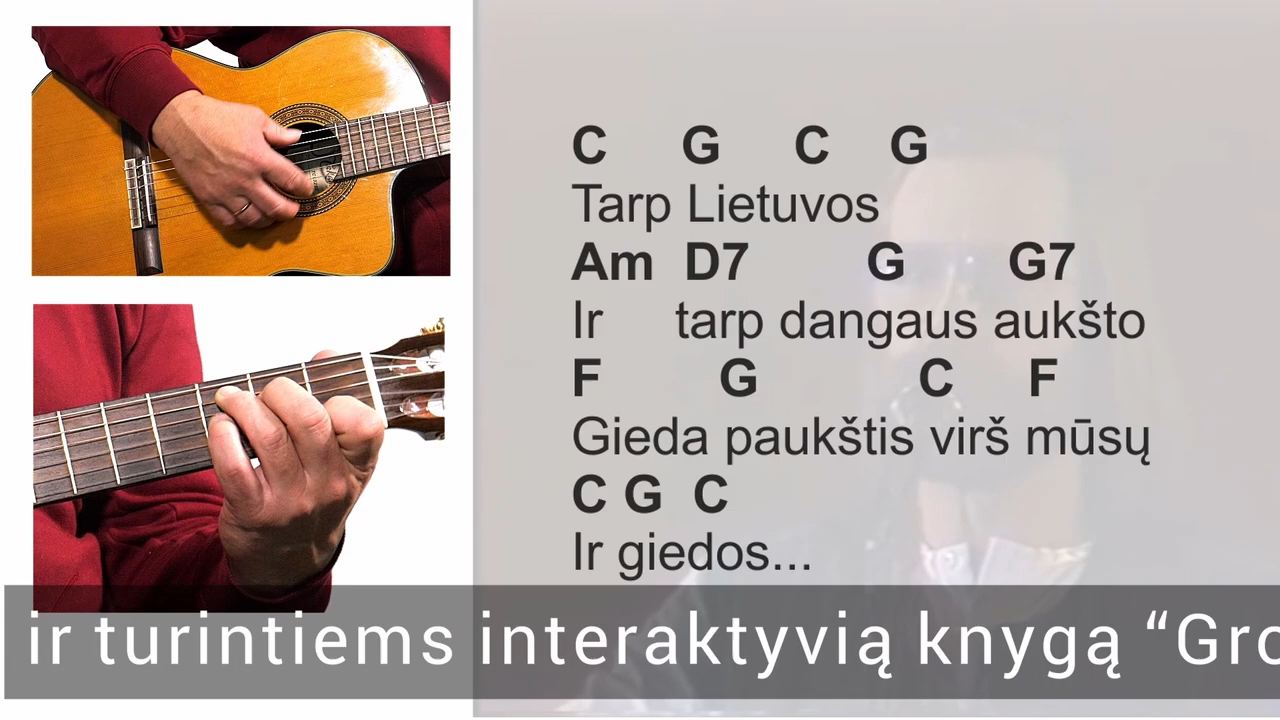 C G C G
Tarp Lietuvos
Am D7 G G7
Ir tarp dangaus aukšto
F G C F
Gieda paukštis virš mūsų
C G C
Ir giedos...
ir turintiems interaktyvią knygą “Gro